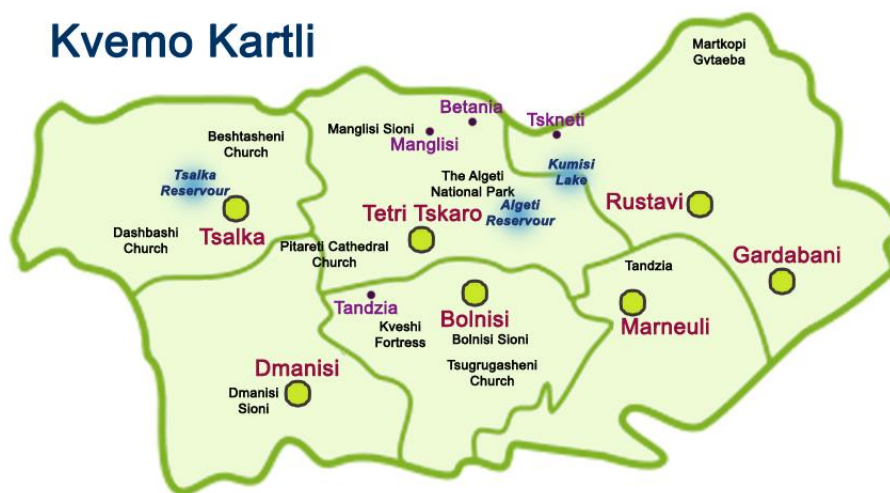 Kvemo Kartli
Martkopi
Gvtaeba
Betania
Tskneti
Manglisi Sioni
Manglisi
Beshtasheni
Church
Kumisi
Lake
Tsalka
Reservour
The Algeti
National Park
Rustavi
Tetri Tskaro
Algeti
Reservour
Tsalka
Dashbashi
Church
Pitareti Cathedral
Church
Gardabani
Tandzia
Tandzia
Bolnisi
Marneuli
Kveshi
Fortress
Bolnisi Sioni
Tsugrugasheni
Church
Dmanisi
Dmanisi
Sioni